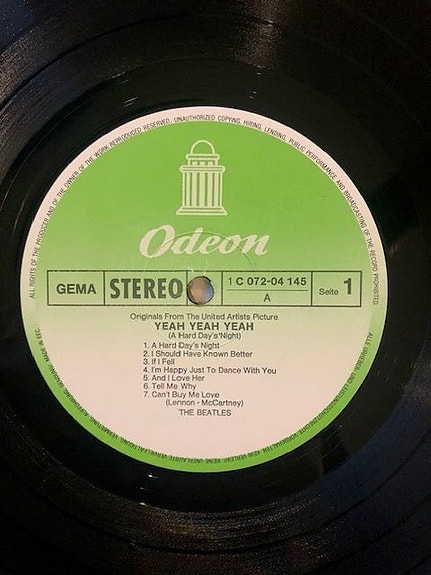 ALL RIGHTS OF THE PRODUCER AND OF THE OWNER OF THE WORK REPRODUCED RESERVED. UNAUTHORIZED COPYING, HIRING, LENDING, PUBLIC PERFORMANCE AND BROADCASTING OF THE RECORD PROHIBITED.
Odeon
GEMA
STEREO
1 C 072-04 145
A
Seite 1
Originals From The United Artists Picture
YEAH YEAH YEAH
(A Hard Day's Night)
1. A Hard Day's Night
2. I Should Have Known Better
3. If I Fell
4. I'm Happy Just To Dance With You
5. And I Love Her
6. Tell Me Why
7. Can't Buy Me Love
(Lennon - McCartney)
THE BEATLES
MADE IN EEC.